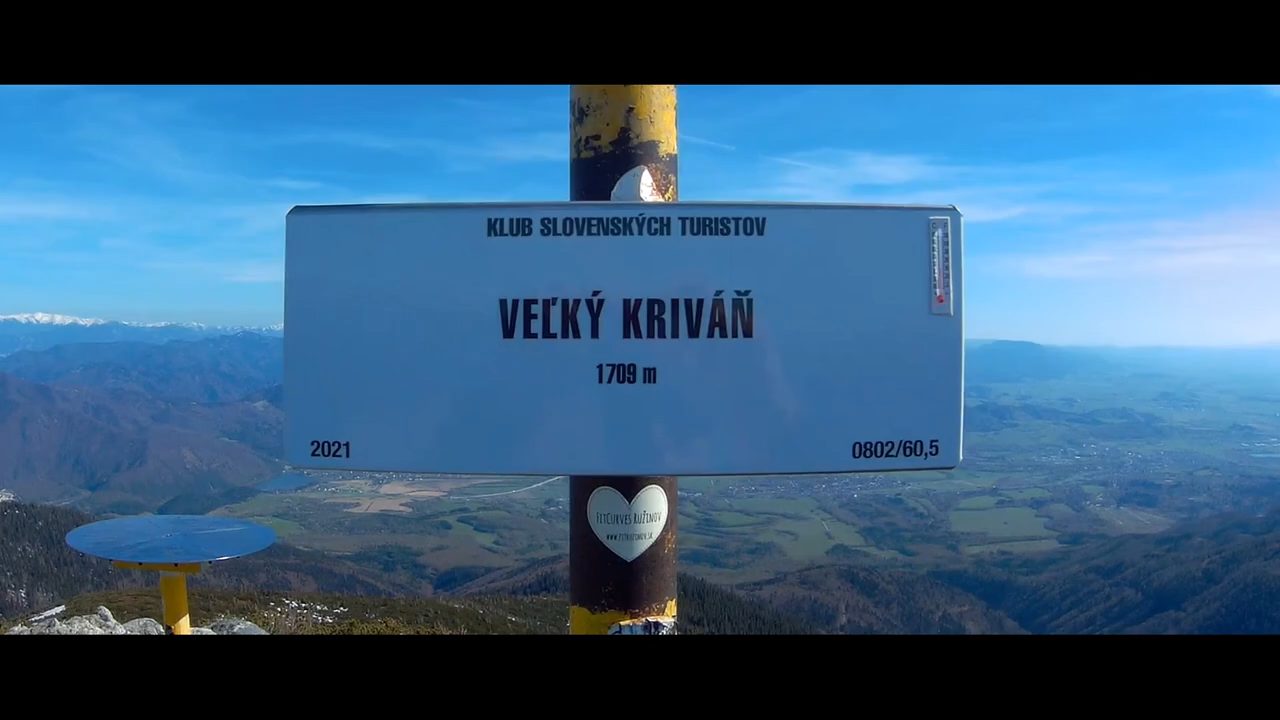 KLUB SLOVENSKÝCH TURISTOV
VEĽKÝ KRIVÁŇ
1709 m
2021
0802/60,5
FITCURVES RUŽINOV